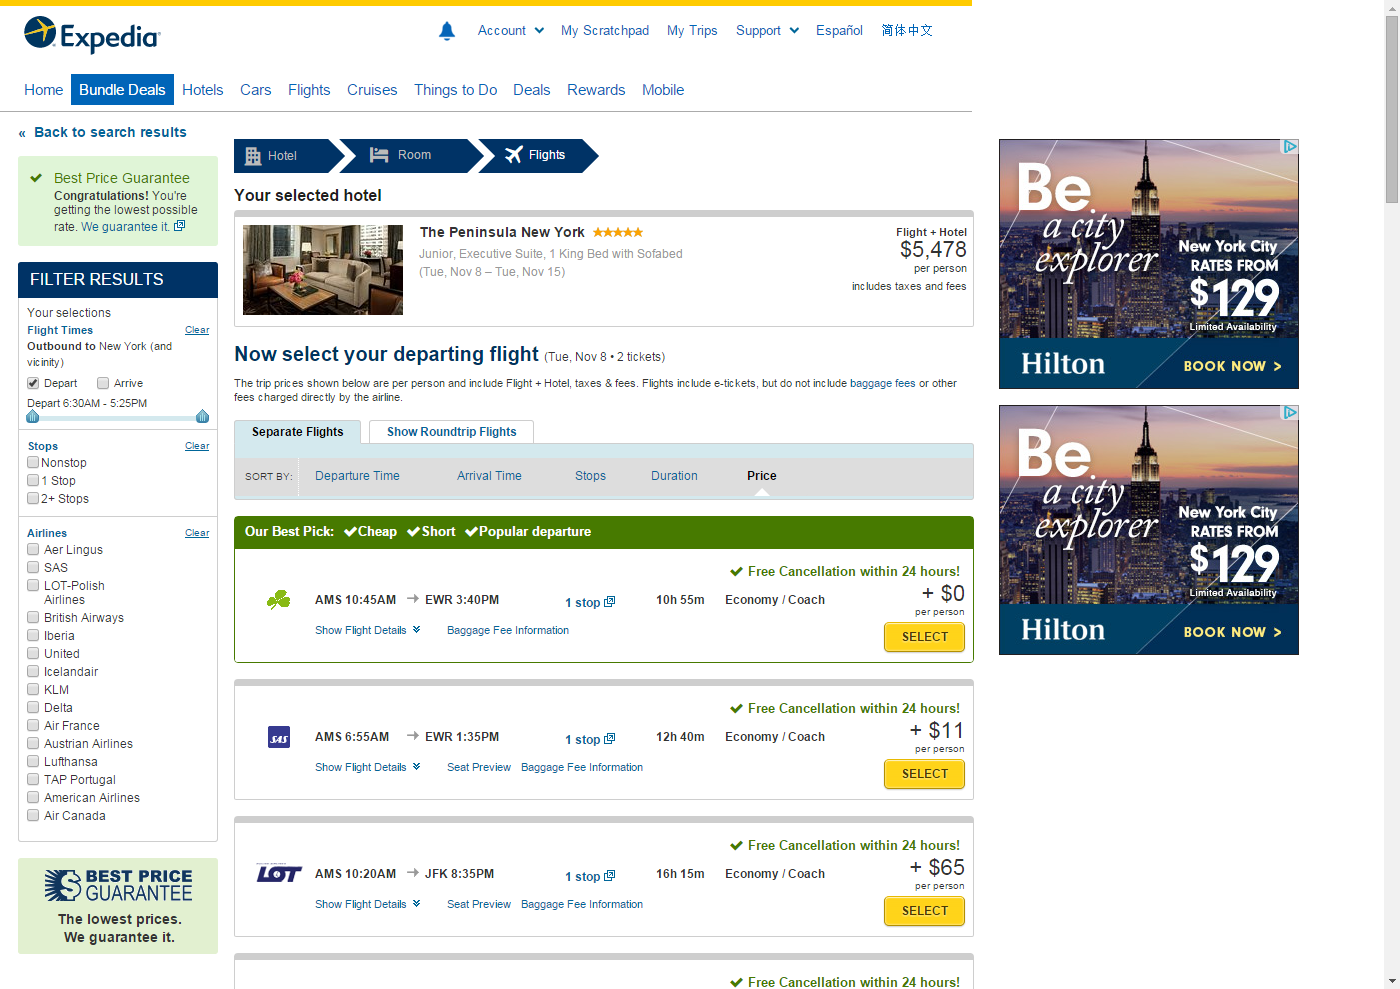 Expedia
Account
My Scratchpad
My Trips
Support
Español
简体中文
Home
Bundle Deals
Hotels
Cars
Flights
Cruises
Things to Do
Deals
Rewards
Mobile
« Back to search results
Best Price Guarantee
Congratulations! You're
getting the lowest possible
rate. We guarantee it.
FILTER RESULTS
Your selections
Flight Times Clear
Outbound to New York (and
vicinity)
Depart Arrive
Depart 6:30AM - 5:25PM
Stops Clear
Nonstop
1 Stop
2+ Stops
Airlines Clear
Aer Lingus
SAS
LOT-Polish
Airlines
British Airways
Iberia
United
Icelandair
KLM
Delta
Air France
Austrian Airlines
Lufthansa
TAP Portugal
American Airlines
Air Canada
BEST PRICE
GUARANTEE
The lowest prices.
We guarantee it.
Hotel
Room
Flights
Your selected hotel
The Peninsula New York
Junior, Executive Suite, 1 King Bed with Sofabed
(Tue, Nov 8 – Tue, Nov 15)
Flight + Hotel
$5,478
per person
includes taxes and fees
Now select your departing flight (Tue, Nov 8 • 2 tickets)
The trip prices shown below are per person and include Flight + Hotel, taxes & fees. Flights include e-tickets, but do not include baggage fees or other
fees charged directly by the airline.
Separate Flights
Show Roundtrip Flights
SORT BY:
Departure Time
Arrival Time
Stops
Duration
Price
Our Best Pick: Cheap Short Popular departure
Free Cancellation within 24 hours!
AMS 10:45AM EWR 3:40PM
1 stop
10h 55m
Economy / Coach
+ $0
per person
Show Flight Details
Baggage Fee Information
SELECT
Free Cancellation within 24 hours!
SAS
AMS 6:55AM EWR 1:35PM
1 stop
12h 40m
Economy / Coach
+ $11
per person
Show Flight Details
Seat Preview
Baggage Fee Information
SELECT
Free Cancellation within 24 hours!
LOT
AMS 10:20AM JFK 8:35PM
1 stop
16h 15m
Economy / Coach
+ $65
per person
Show Flight Details
Seat Preview
Baggage Fee Information
SELECT
Free Cancellation within 24 hours!
Be
a city
explorer
New York City
RATES FROM
$129
Limited Availability
Hilton
BOOK NOW >
Be
a city
explorer
New York City
RATES FROM
$129
Limited Availability
Hilton
BOOK NOW >